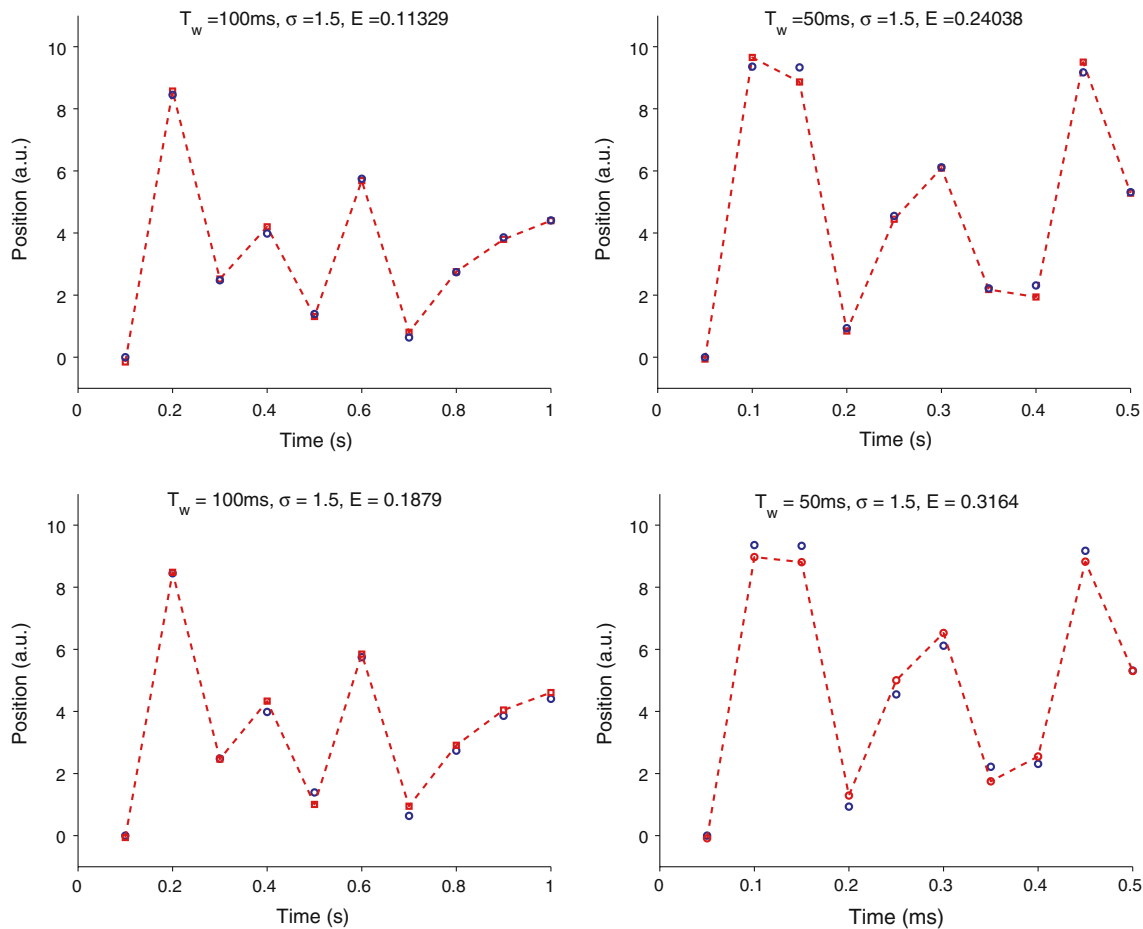 T_w =100ms, σ =1.5, E =0.11329
10
8
6
4
2
0
Position (a.u.)
0 0.2 0.4 0.6 0.8 1
Time (s)
T_w =50ms, σ =1.5, E =0.24038
10
8
6
4
2
0
Position (a.u.)
0 0.1 0.2 0.3 0.4 0.5
Time (s)
T_w = 100ms, σ = 1.5, E = 0.1879
10
8
6
4
2
0
Position (a.u.)
0 0.2 0.4 0.6 0.8 1
Time (s)
T_w = 50ms, σ = 1.5, E = 0.3164
10
8
6
4
2
0
Position (a.u.)
0 0.1 0.2 0.3 0.4 0.5
Time (ms)